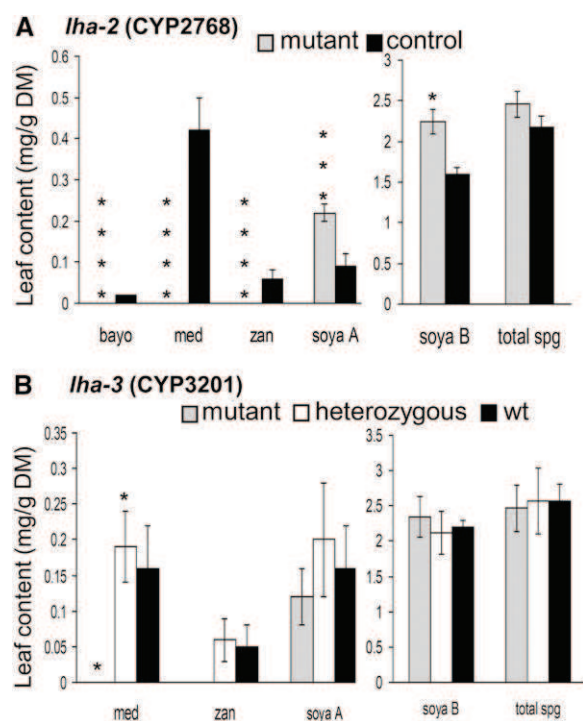 A lha-2 (CYP2768)
mutant control
Leaf content (mg/g DM)
0.6
0.5
0.4
0.3
0.2
0.1
0
* * * *
* * * *
* * * *
* * *
bayo med zan soya A
3
2.5
2
1.5
1
0.5
0
*
soya B total spg
B lha-3 (CYP3201)
mutant heterozygous wt
Leaf content (mg/g DM)
0.35
0.3
0.25
0.2
0.15
0.1
0.05
0
*
*
med zan soya A
3.5
3
2.5
2
1.5
1
0.5
0
soya B total spg